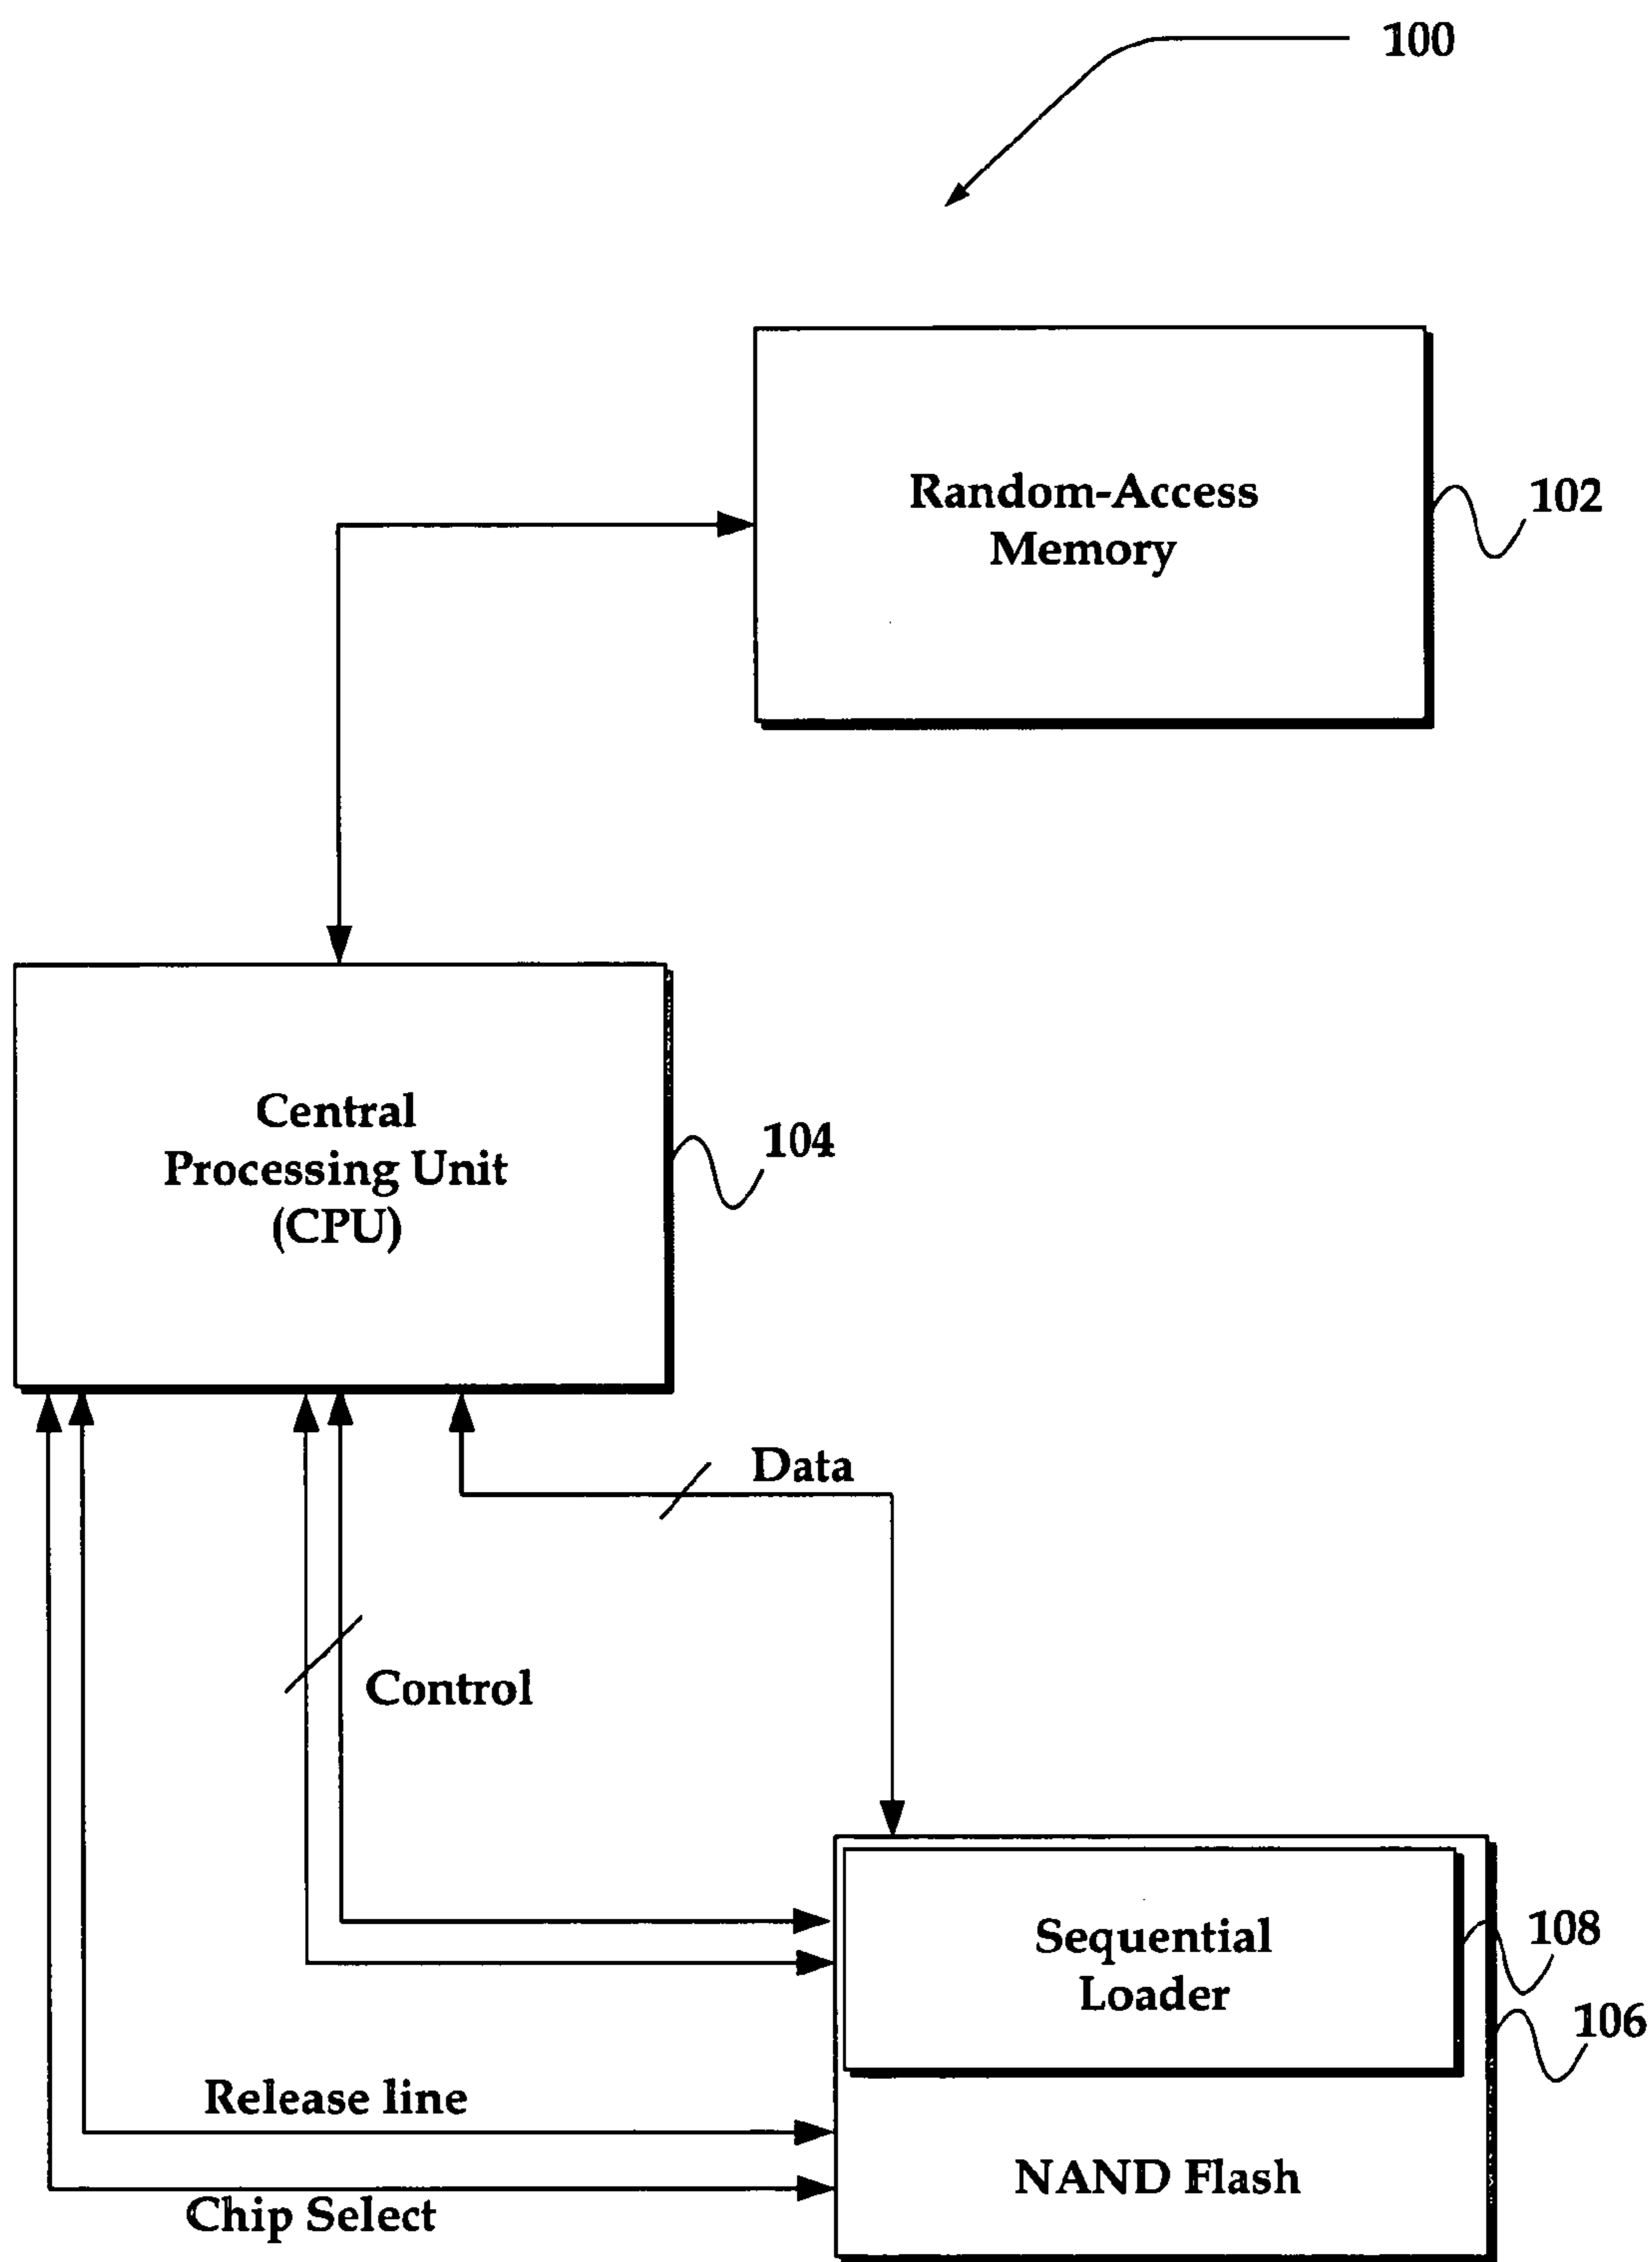 100
Random-Access
Memory
102
Central
Processing Unit
(CPU)
104
Data
Control
Sequential
Loader
108
106
Release line
NAND Flash
Chip Select